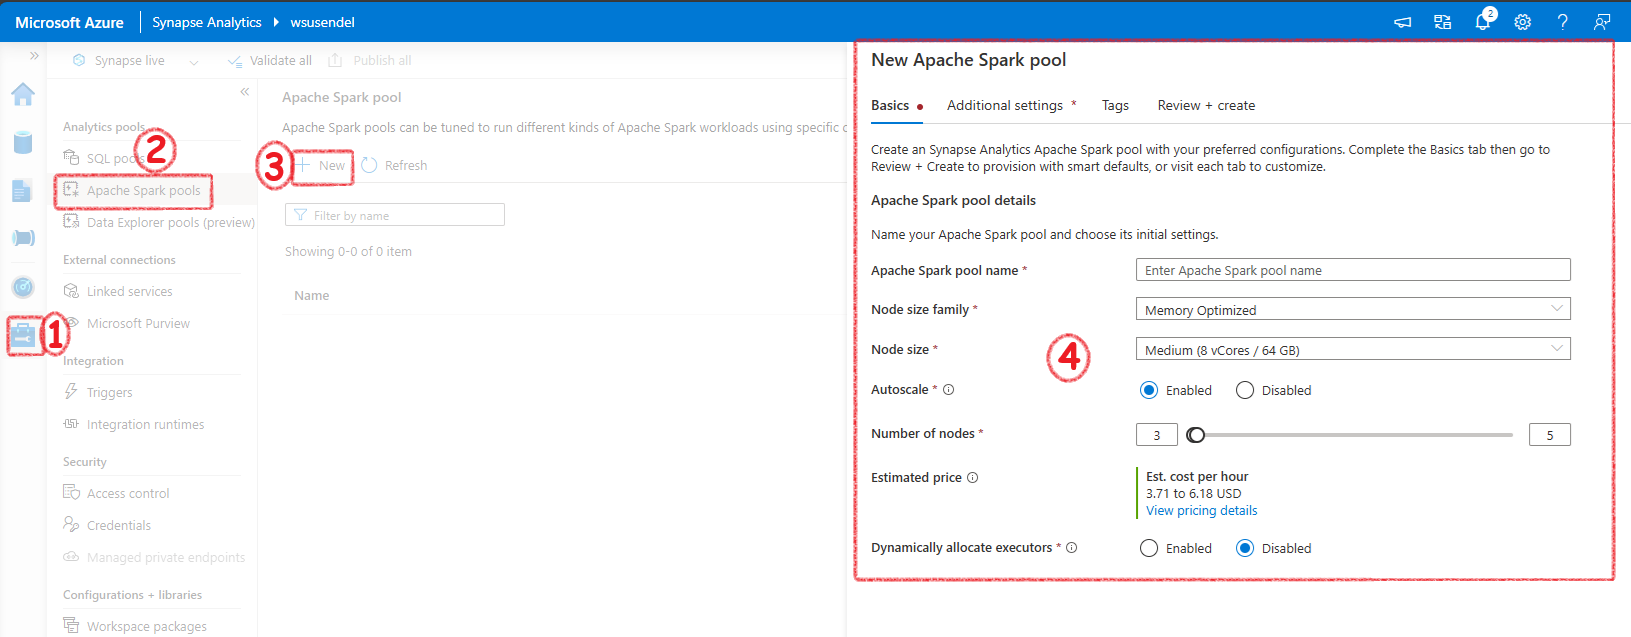 Microsoft Azure
Synapse Analytics
wsusendel
2
Synapse live
Validate all
Publish all
Analytics pools
SQL pools
Apache Spark pools
Data Explorer pools (preview)
External connections
Linked services
Microsoft Purview
Integration
Triggers
Integration runtimes
Security
Access control
Credentials
Managed private endpoints
Configurations + libraries
Workspace packages
1
2
3
4
Apache Spark pool
Apache Spark pools can be tuned to run different kinds of Apache Spark workloads using specific c
New
Refresh
Filter by name
Showing 0-0 of 0 item
Name
New Apache Spark pool
Basics
Additional settings *
Tags
Review + create
Create an Synapse Analytics Apache Spark pool with your preferred configurations. Complete the Basics tab then go to
Review + Create to provision with smart defaults, or visit each tab to customize.
Apache Spark pool details
Name your Apache Spark pool and choose its initial settings.
Apache Spark pool name *
Enter Apache Spark pool name
Node size family *
Memory Optimized
Node size *
Medium (8 vCores / 64 GB)
Autoscale *
Enabled
Disabled
Number of nodes *
3
5
Estimated price
Est. cost per hour
3.71 to 6.18 USD
View pricing details
Dynamically allocate executors *
Enabled
Disabled